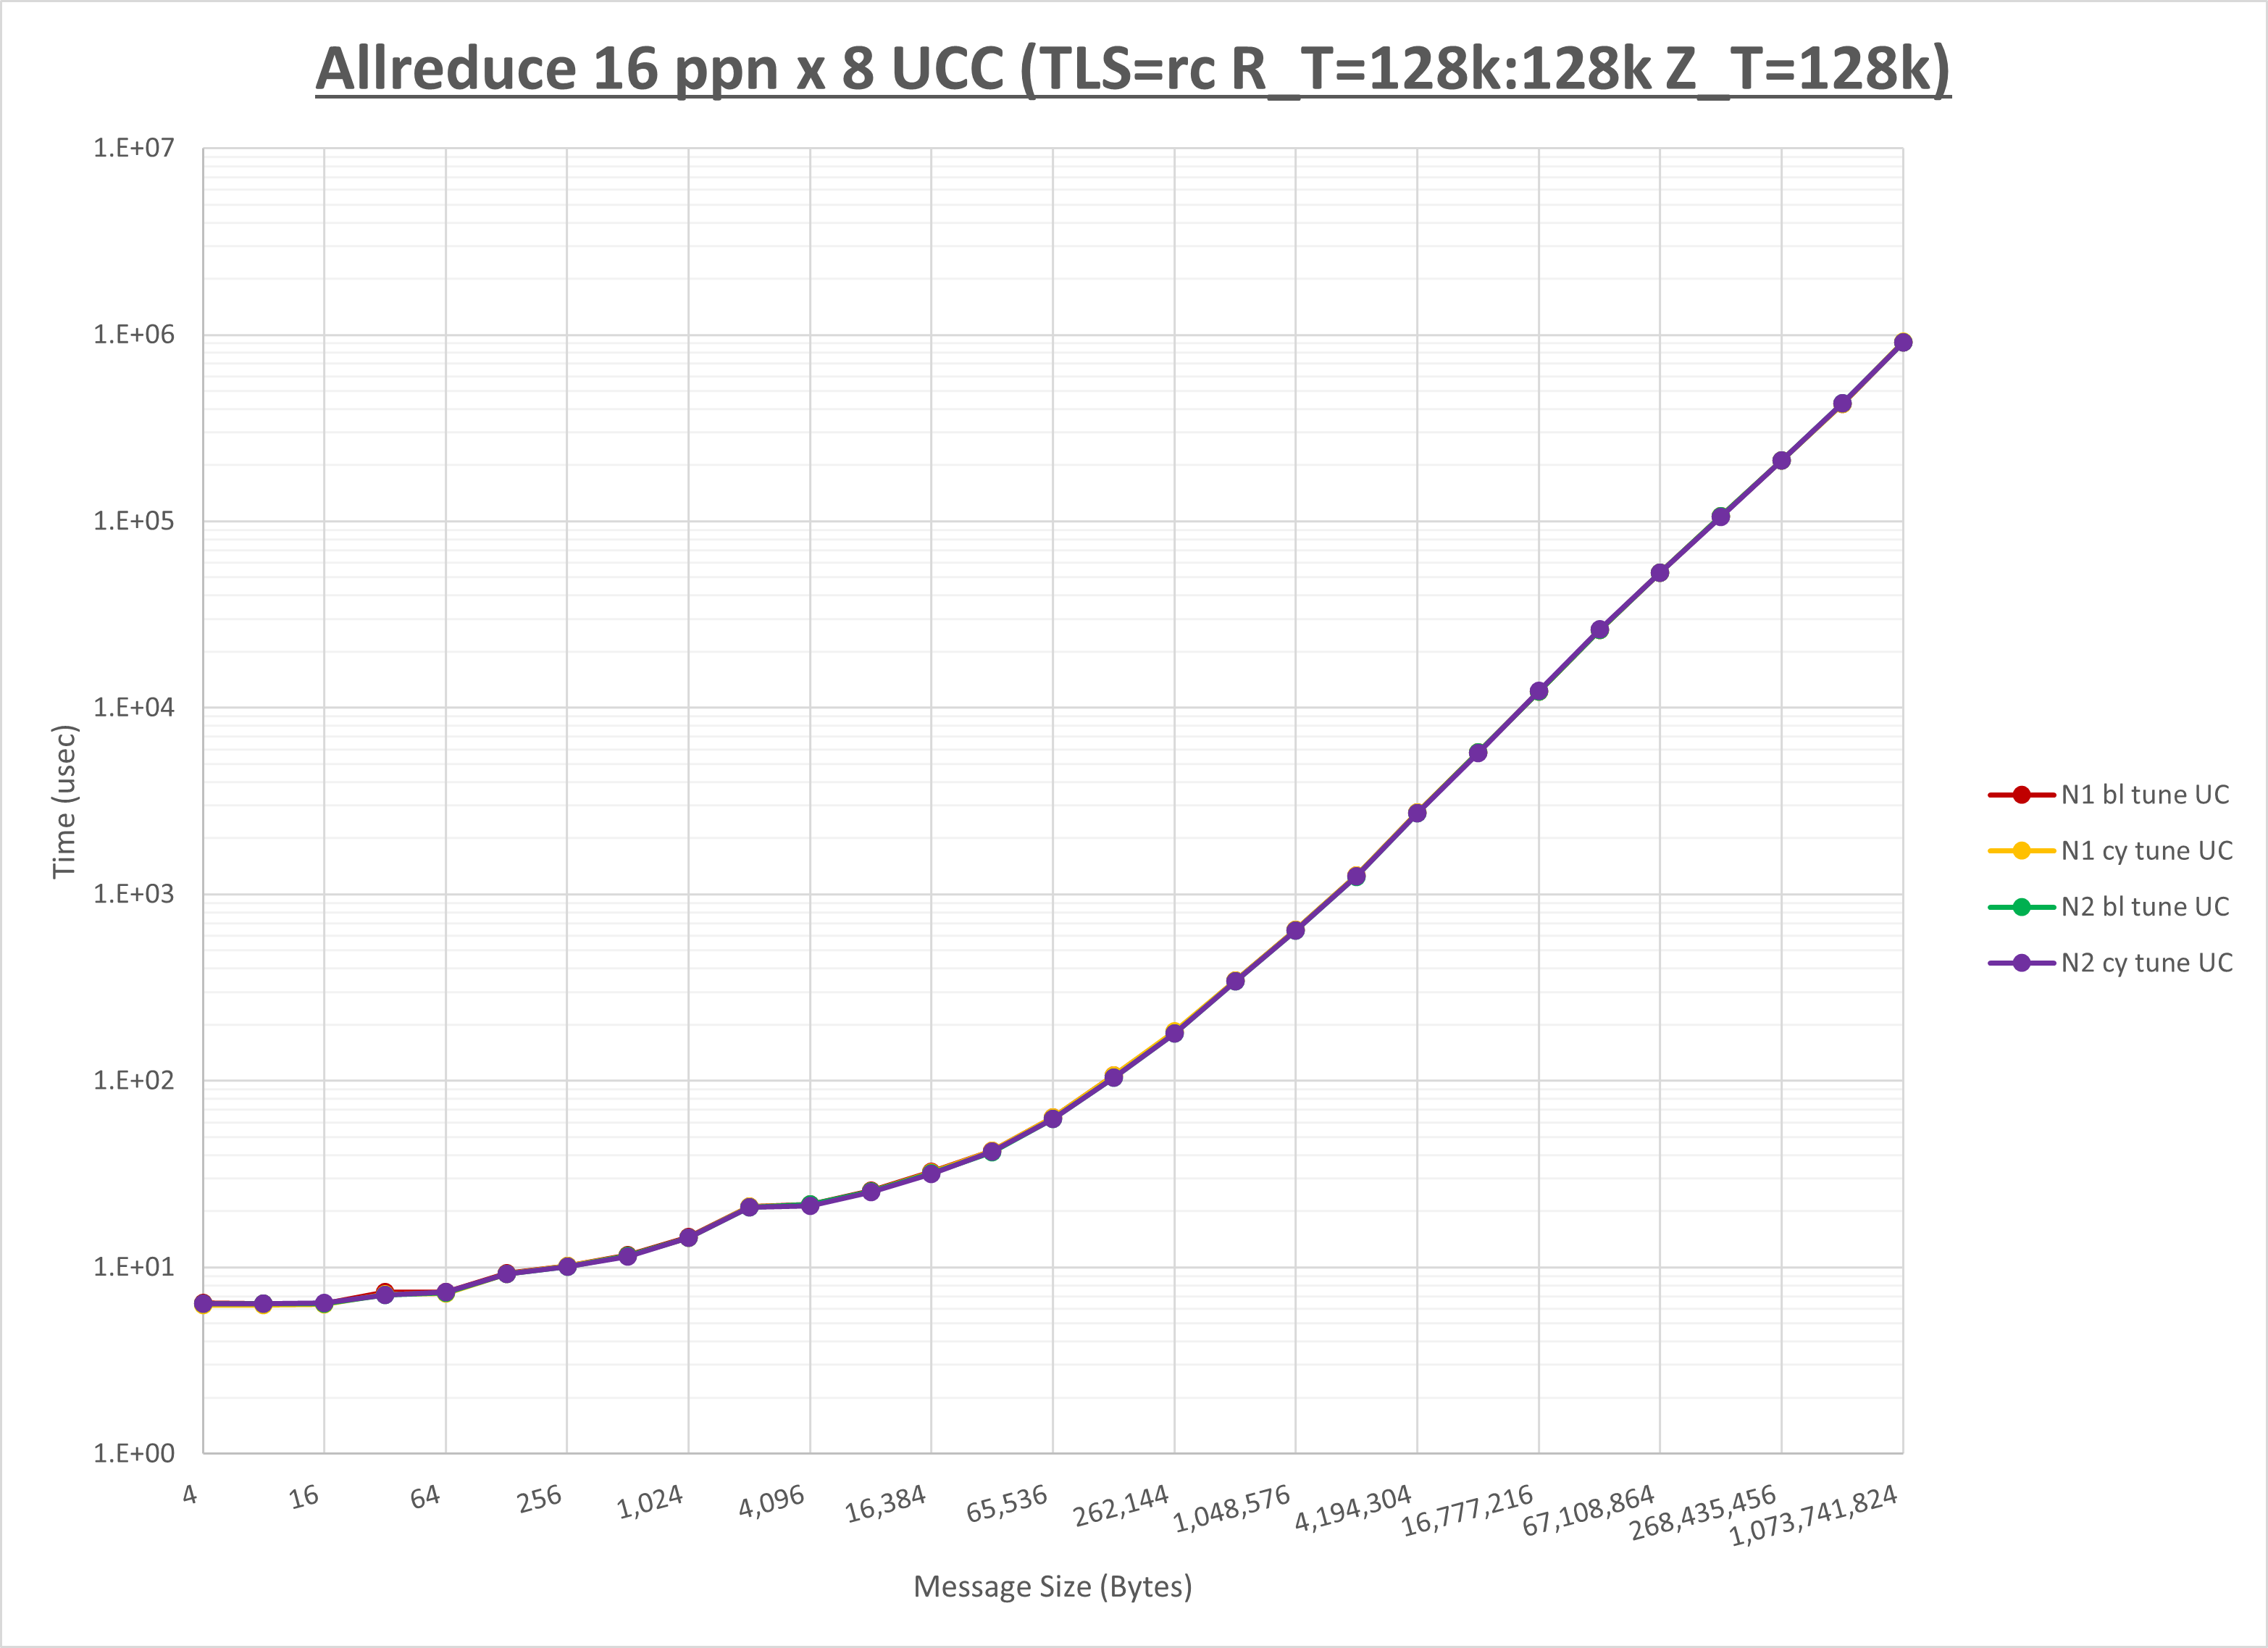 Allreduce 16 ppn x 8 UCC (TLS=rc R_T=128k:128k Z_T=128k)
1.E+07
1.E+06
1.E+05
1.E+04
1.E+03
1.E+02
1.E+01
1.E+00
Time (usec)
4
16
64
256
1,024
4,096
16,384
65,536
262,144
1,048,576
4,194,304
16,777,216
67,108,864
268,435,456
1,073,741,824
Message Size (Bytes)
N1 bl tune UC
N1 cy tune UC
N2 bl tune UC
N2 cy tune UC